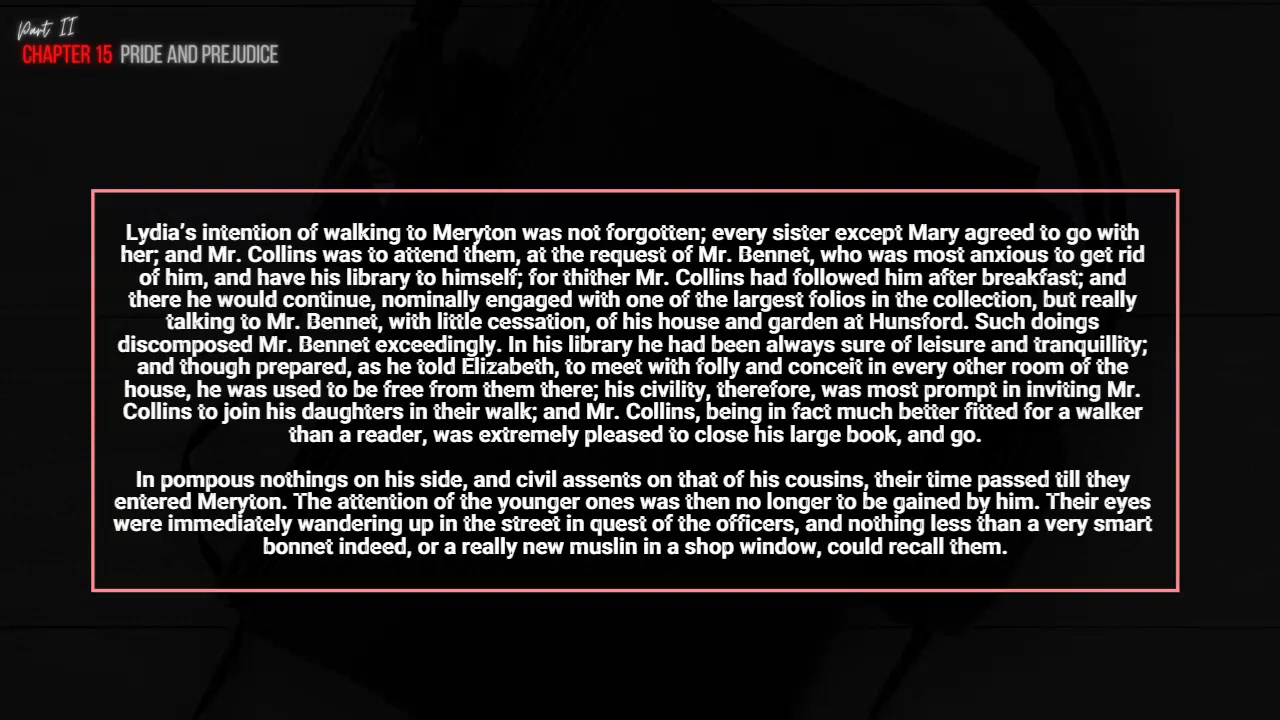 Part II
CHAPTER 15 PRIDE AND PREJUDICE
Lydia’s intention of walking to Meryton was not forgotten; every sister except Mary agreed to go with
her; and Mr. Collins was to attend them, at the request of Mr. Bennet, who was most anxious to get rid
of him, and have his library to himself; for thither Mr. Collins had followed him after breakfast; and
there he would continue, nominally engaged with one of the largest folios in the collection, but really
talking to Mr. Bennet, with little cessation, of his house and garden at Hunsford. Such doings
discomposed Mr. Bennet exceedingly. In his library he had been always sure of leisure and tranquillity;
and though prepared, as he told Elizabeth, to meet with folly and conceit in every other room of the
house, he was used to be free from them there; his civility, therefore, was most prompt in inviting Mr.
Collins to join his daughters in their walk; and Mr. Collins, being in fact much better fitted for a walker
than a reader, was extremely pleased to close his large book, and go.
In pompous nothings on his side, and civil assents on that of his cousins, their time passed till they
entered Meryton. The attention of the younger ones was then no longer to be gained by him. Their eyes
were immediately wandering up in the street in quest of the officers, and nothing less than a very smart
bonnet indeed, or a really new muslin in a shop window, could recall them.